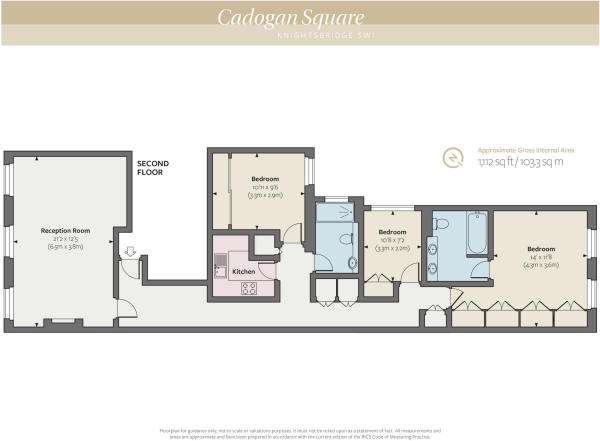 Cadogan Square
KNIGHTSBRIDGE SW1
Approximate Gross Internal Area
1,112 sq ft / 103.3 sq m
SECOND
FLOOR
Reception Room
21'2 x 12'5
(6.5m x 3.8m)
Bedroom
10'11 x 9'6
(3.3m x 2.9m)
Kitchen
Bedroom
10'8 x 7'2
(3.3m x 2.2m)
Bedroom
14' x 11'8
(4.3m x 3.6m)
Floorplan for guidance only, not to scale or valuations purposes. It must not be relied upon as a statement of fact. All measurements and
areas are approximate and have been prepared in accordance with the current edition of the RICS Code of Measuring Practice.